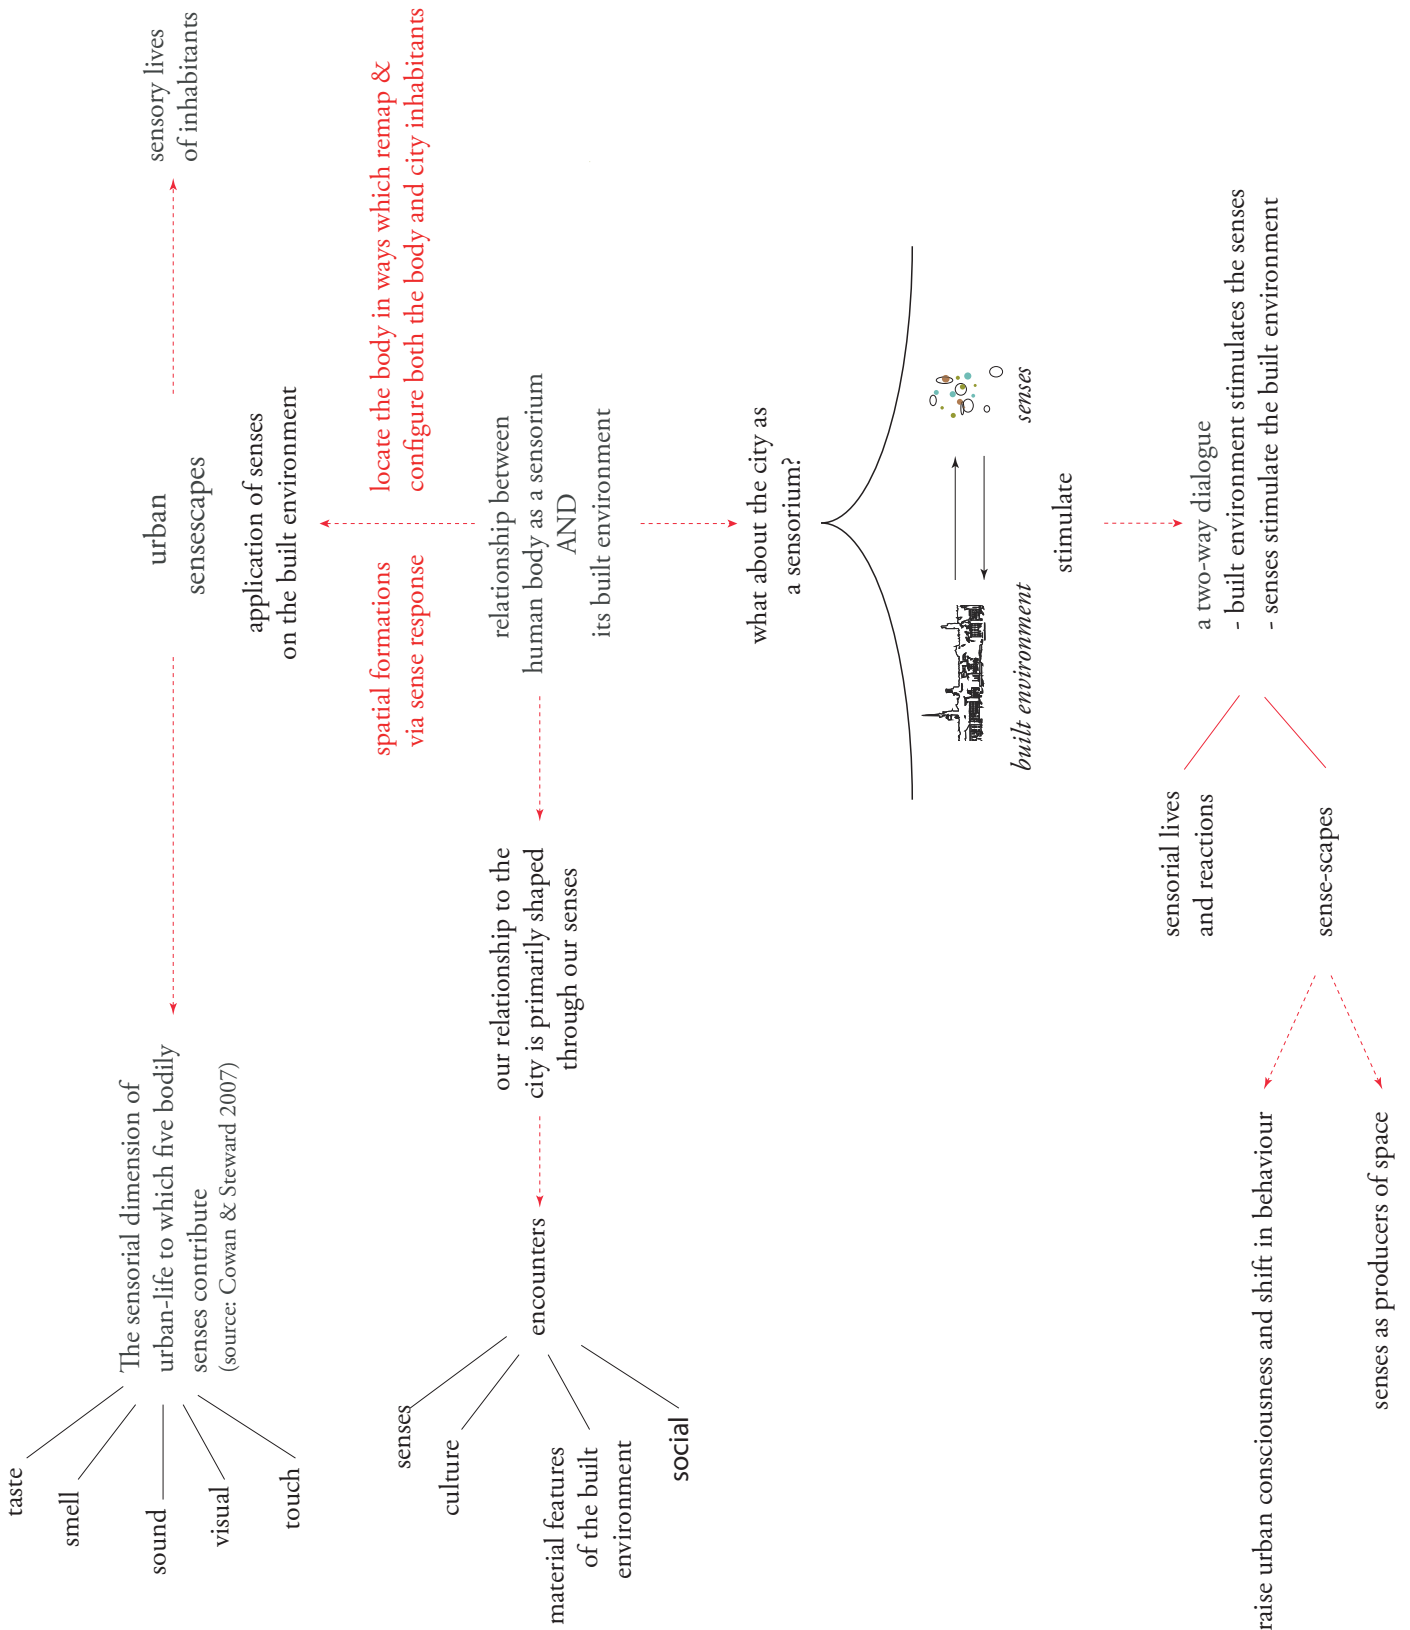 taste
smell
sound
visual
touch
The sensorial dimension of
urban-life to which five bodily
senses contribute
(source: Cowan & Steward 2007)
urban
sensescapes
application of senses
on the built environment
sensory lives
of inhabitants
spatial formations
via sense response
locate the body in ways which remap &
configure both the body and city inhabitants
relationship between
human body as a sensorium
AND
its built environment
our relationship to the
city is primarily shaped
through our senses
encounters
senses
culture
material features
of the built
environment
social
what about the city as
a sensorium?
built environment
senses
stimulate
a two-way dialogue
- built environment stimulates the senses
- senses stimulate the built environment
sensorial lives
and reactions
sense-scapes
raise urban consciousness and shift in behaviour
senses as producers of space